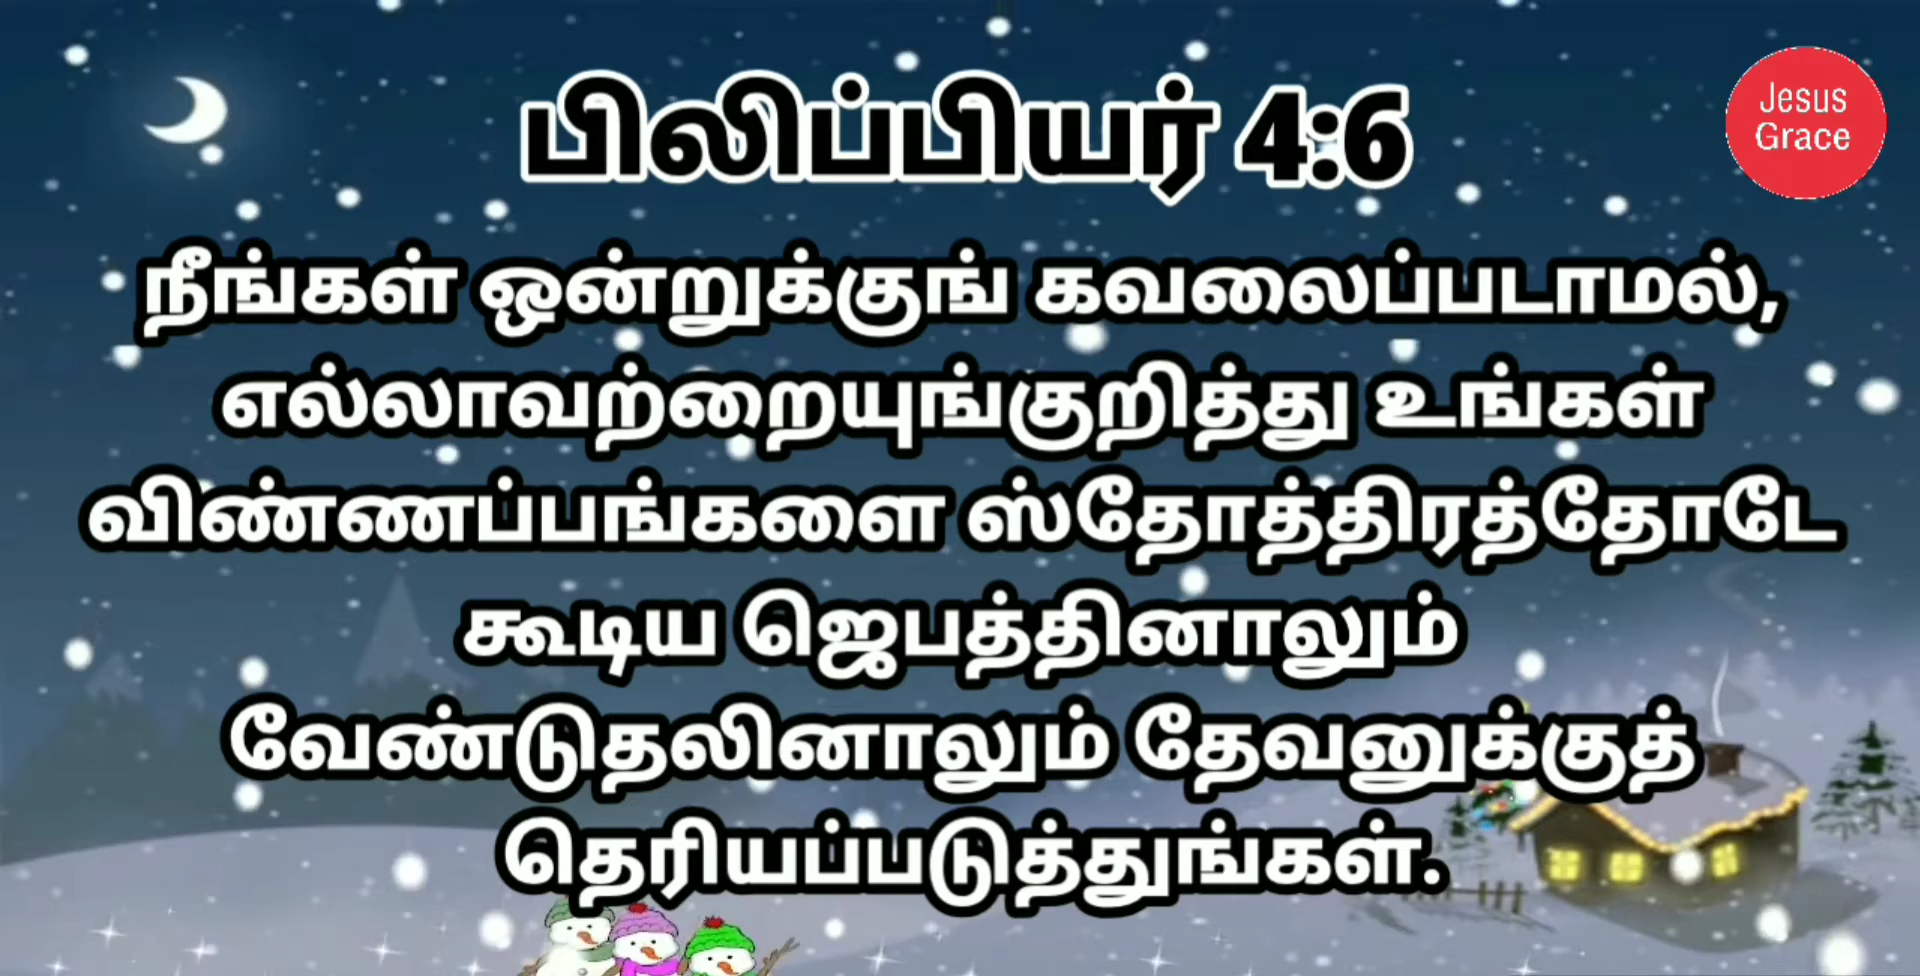 பிலிப்பியர் 4:6
Jesus
Grace
நீங்கள் ஒன்றுக்குங் கவலைப்படாமல்,
எல்லாவற்றையுங்குறித்து உங்கள்
விண்ணப்பங்களை ஸ்தோத்திரத்தோடே
கூடிய ஜெபத்தினாலும்
வேண்டுதலினாலும் தேவனுக்குத்
தெரியப்படுத்துங்கள்.